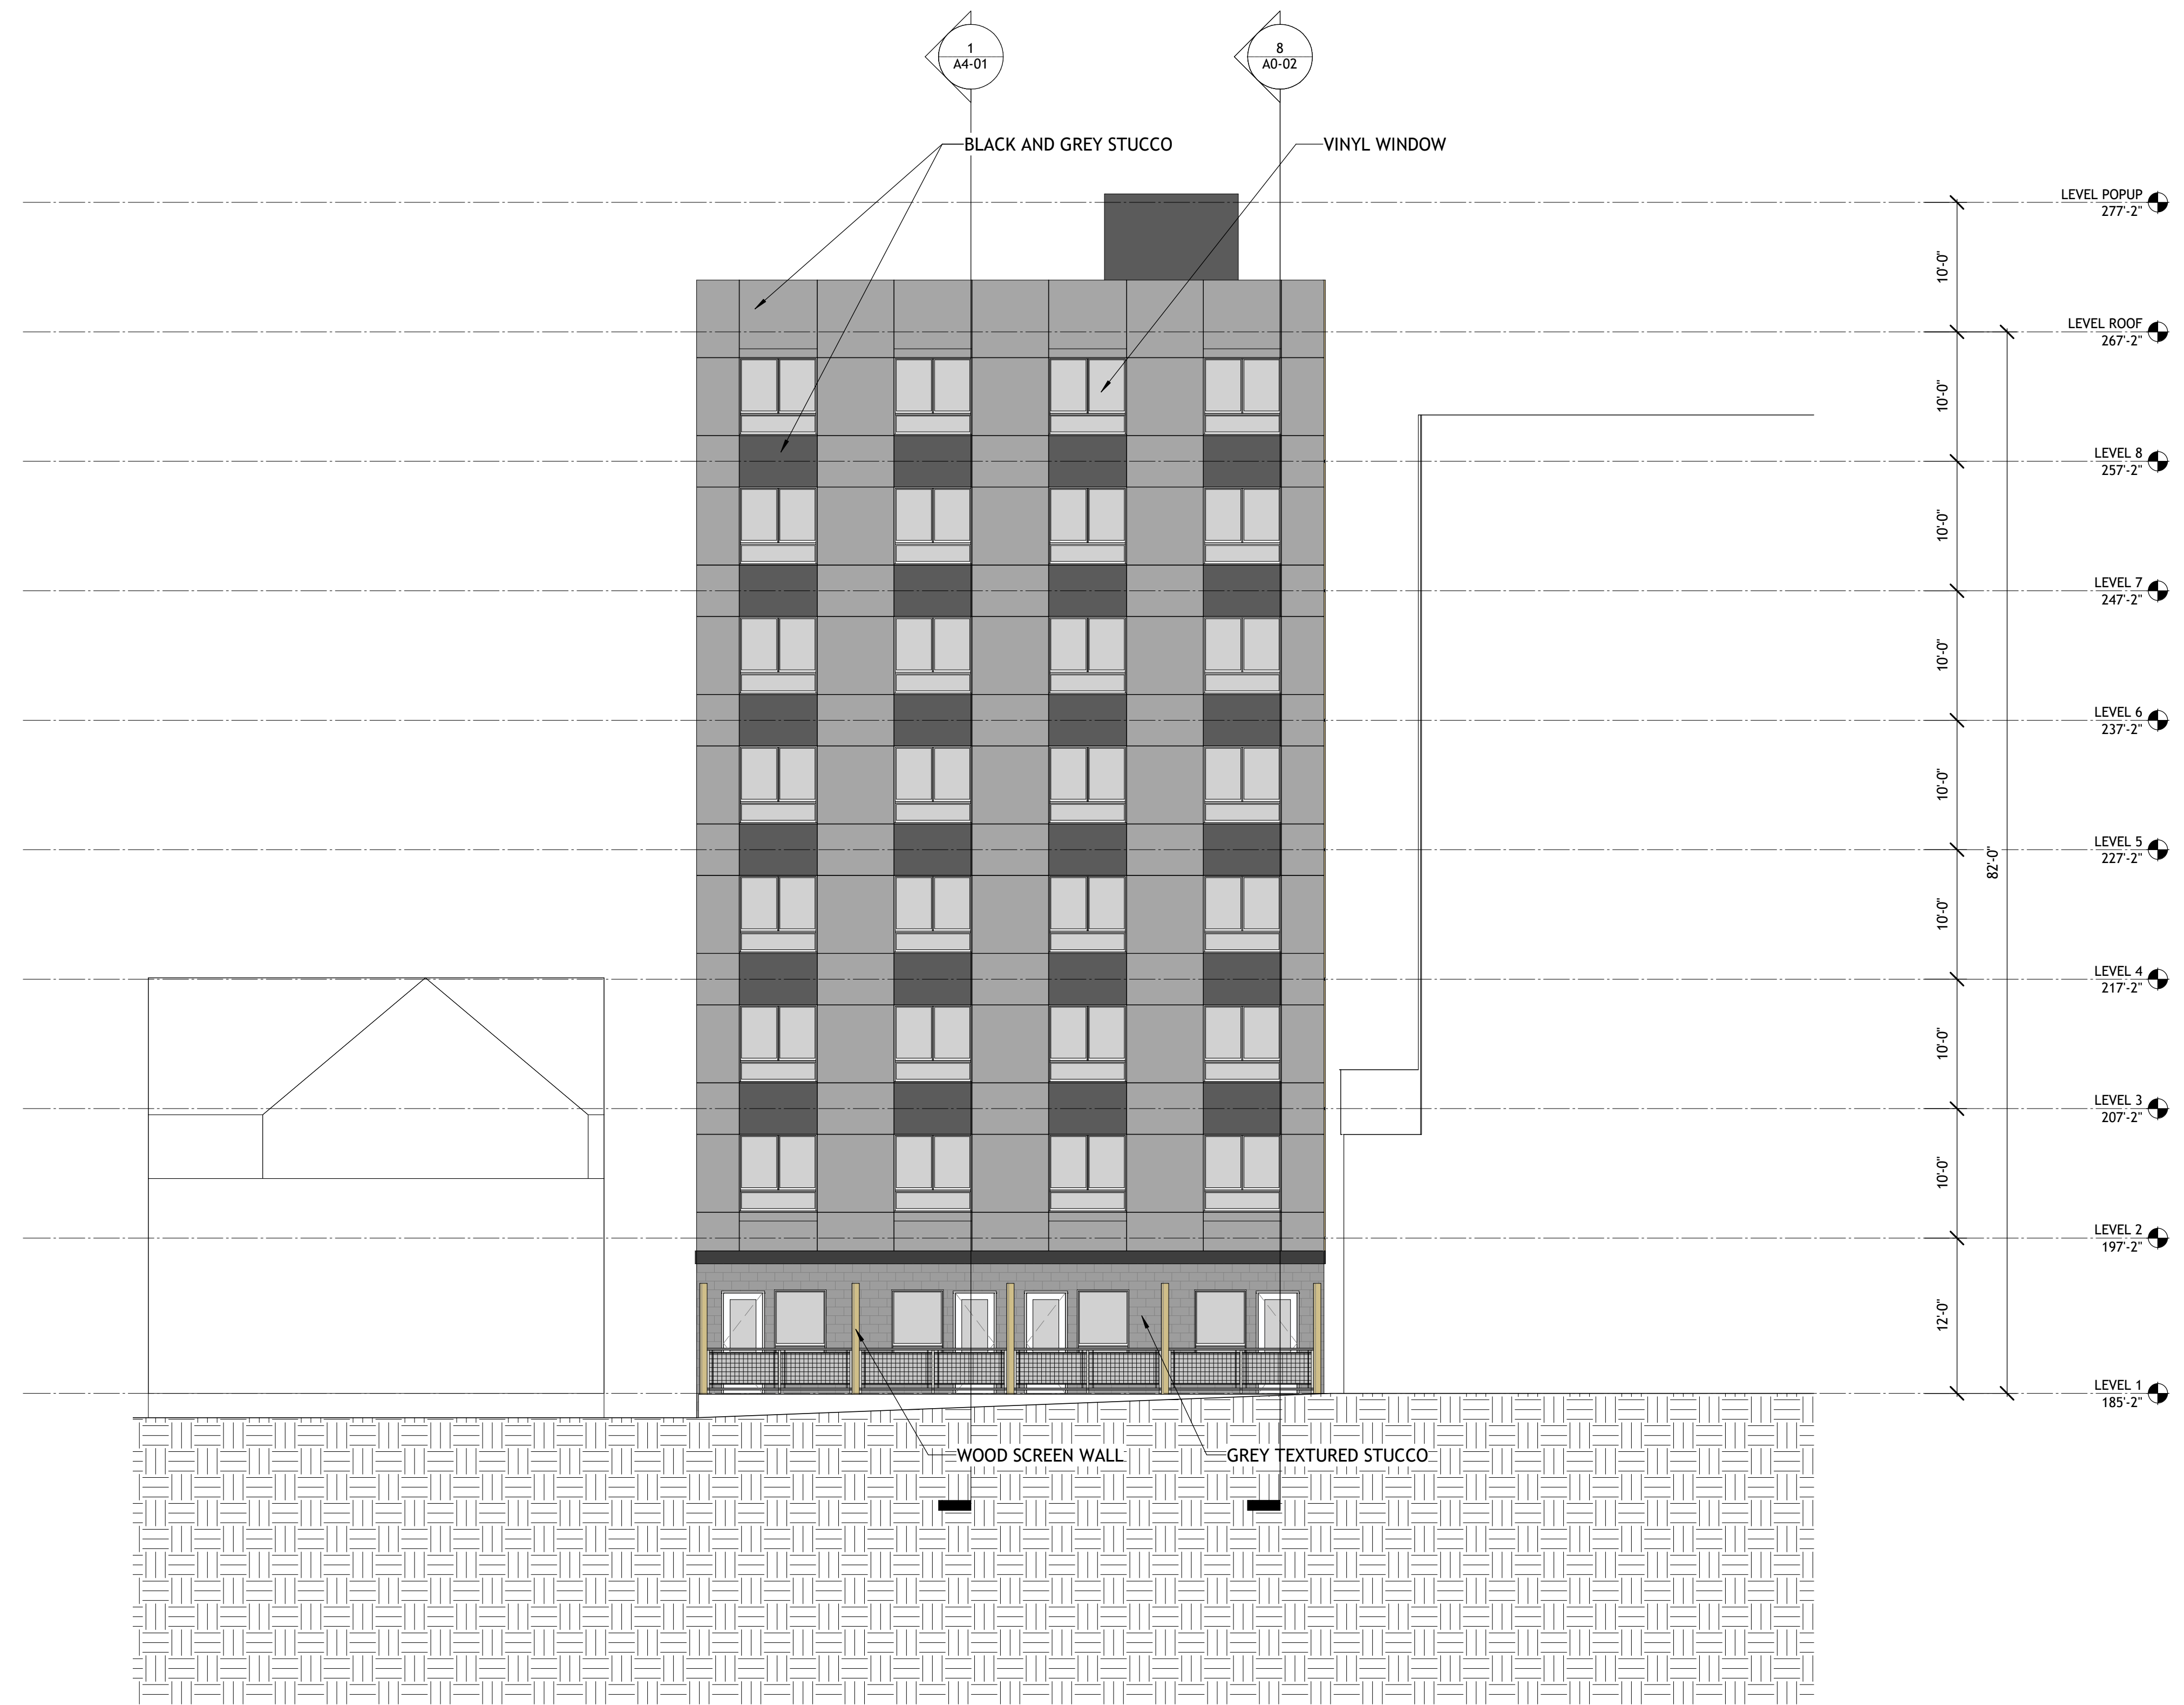 1
A4-01
8
A0-02
BLACK AND GREY STUCCO
VINYL WINDOW
LEVEL POPUP
277'-2"
10'-0"
LEVEL ROOF
267'-2"
10'-0"
LEVEL 8
257'-2"
10'-0"
LEVEL 7
247'-2"
10'-0"
LEVEL 6
237'-2"
10'-0"
LEVEL 5
227'-2"
82'-0"
10'-0"
LEVEL 4
217'-2"
10'-0"
LEVEL 3
207'-2"
10'-0"
LEVEL 2
197'-2"
12'-0"
LEVEL 1
185'-2"
WOOD SCREEN WALL
GREY TEXTURED STUCCO